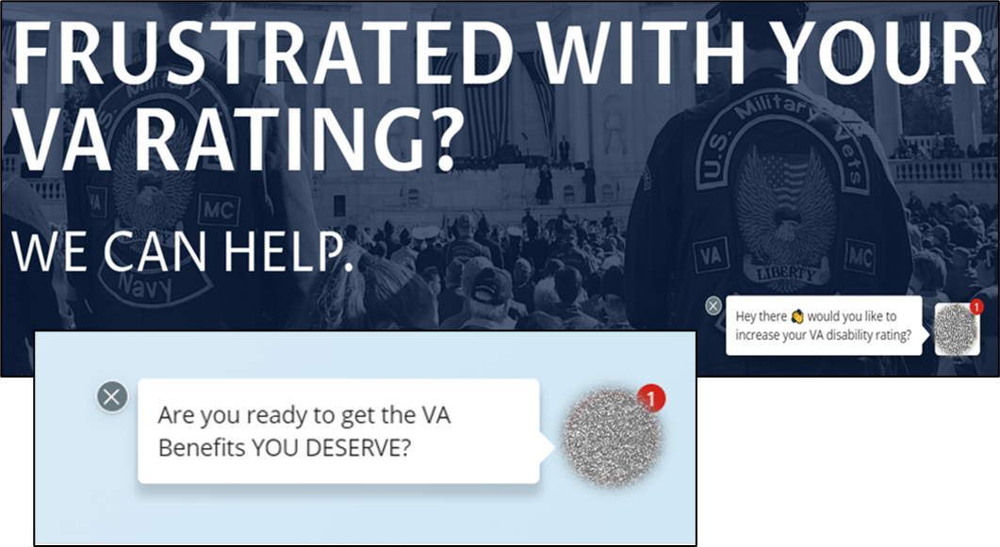 FRUSTRATED WITH YOUR
VA RATING?
WE CAN HELP.
Military
VA
MC
Navy
U.S. Military Vets
VA
MC
LIBERTY
Hey there 👋 would you like to
increase your VA disability rating?
1
Are you ready to get the VA
Benefits YOU DESERVE?
1